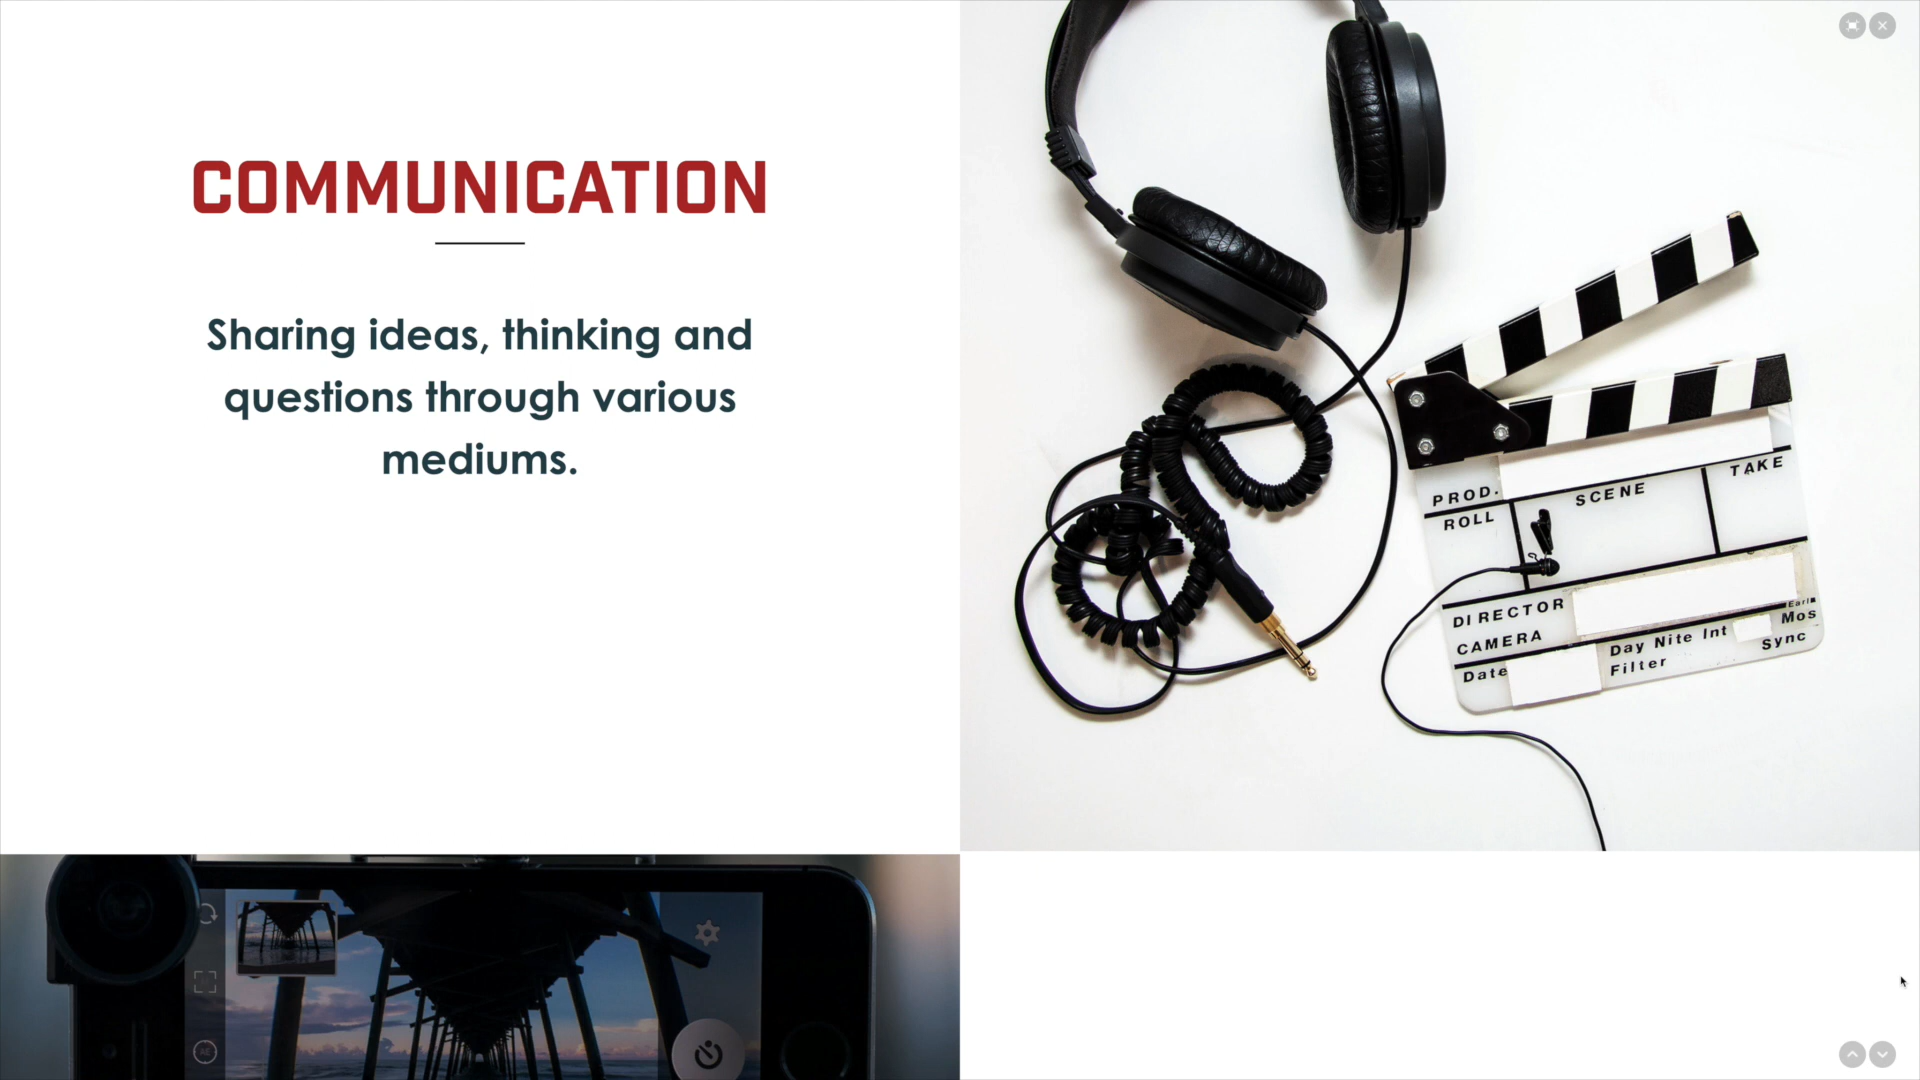 COMMUNICATION
Sharing ideas, thinking and
questions through various
mediums.
PROD.
SCENE
TAKE
ROLL
DIRECTOR
CAMERA
Date
Day Nite Int
Filter
Mos
Sync
AE